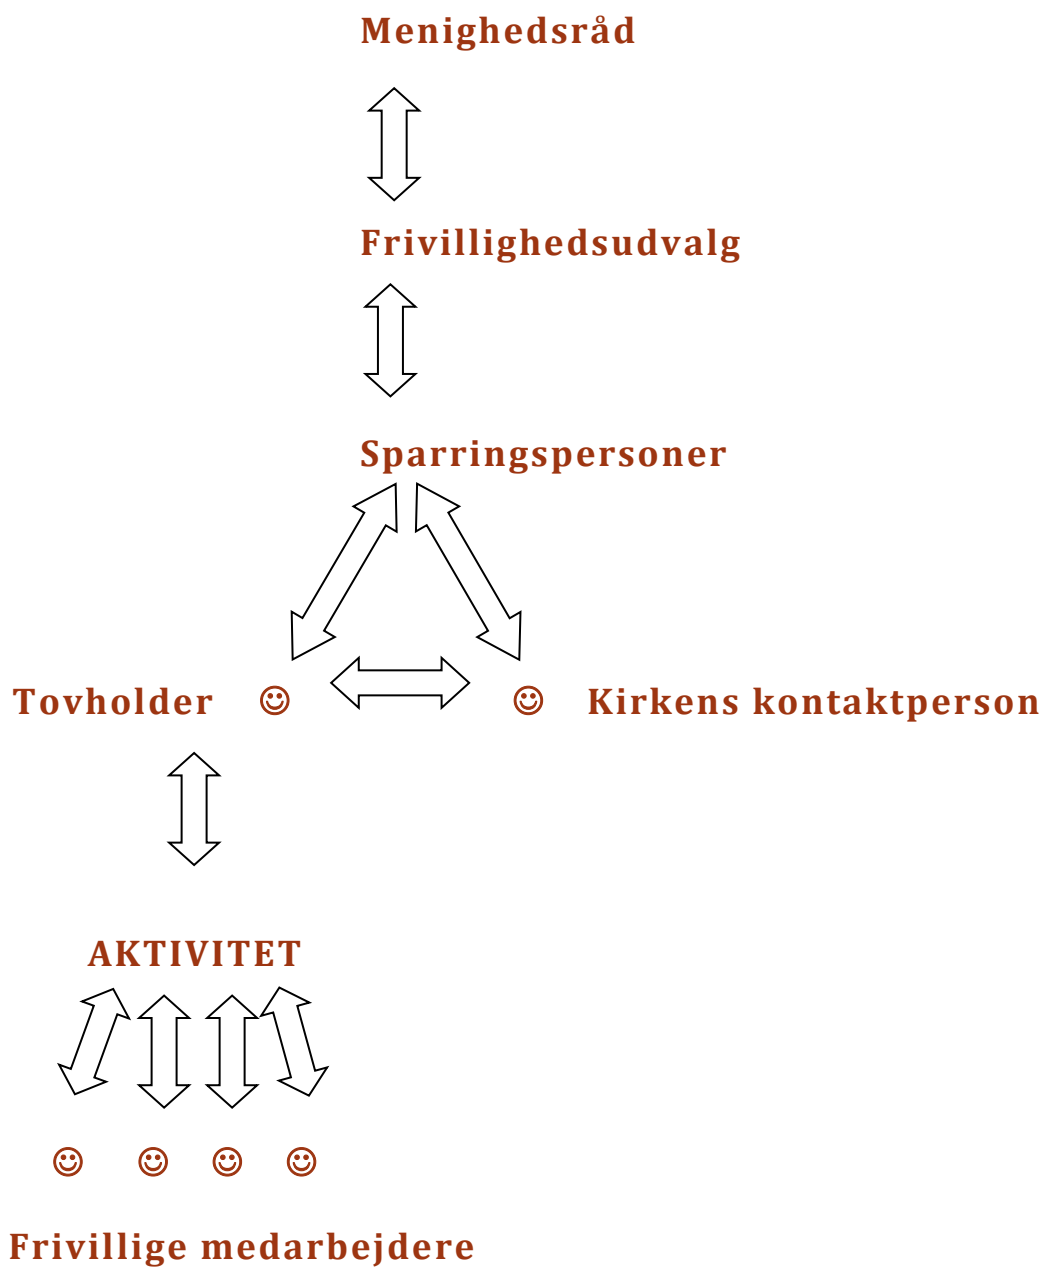 Menighedsråd
Frivillighedsudvalg
Sparringspersoner
Tovholder ☺ ☺ Kirkens kontaktperson
AKTIVITET
☺ ☺ ☺ ☺
Frivillige medarbejdere